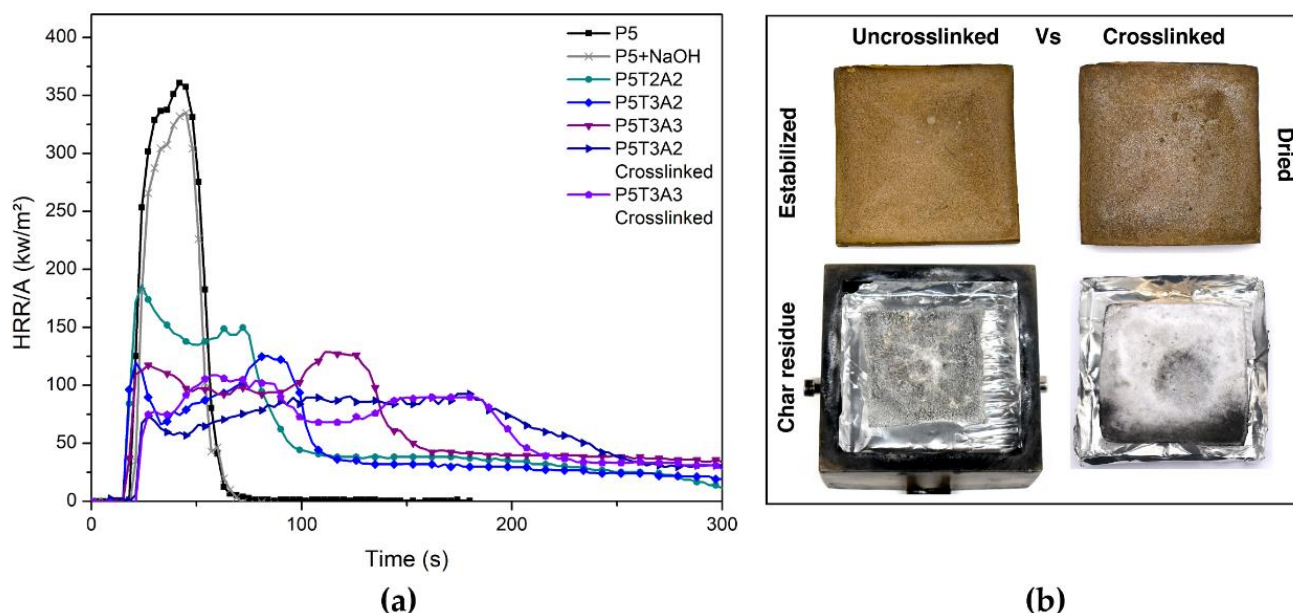 400
350
300
250
200
150
100
50
0
HRR/A (kw/m²)
0
100
200
300
Time (s)
P5
P5+NaOH
P5T2A2
P5T3A2
P5T3A3
P5T3A2
Crosslinked
P5T3A3
Crosslinked
(a)
Uncrosslinked Vs Crosslinked
Estabilized
Dried
Char residue
(b)